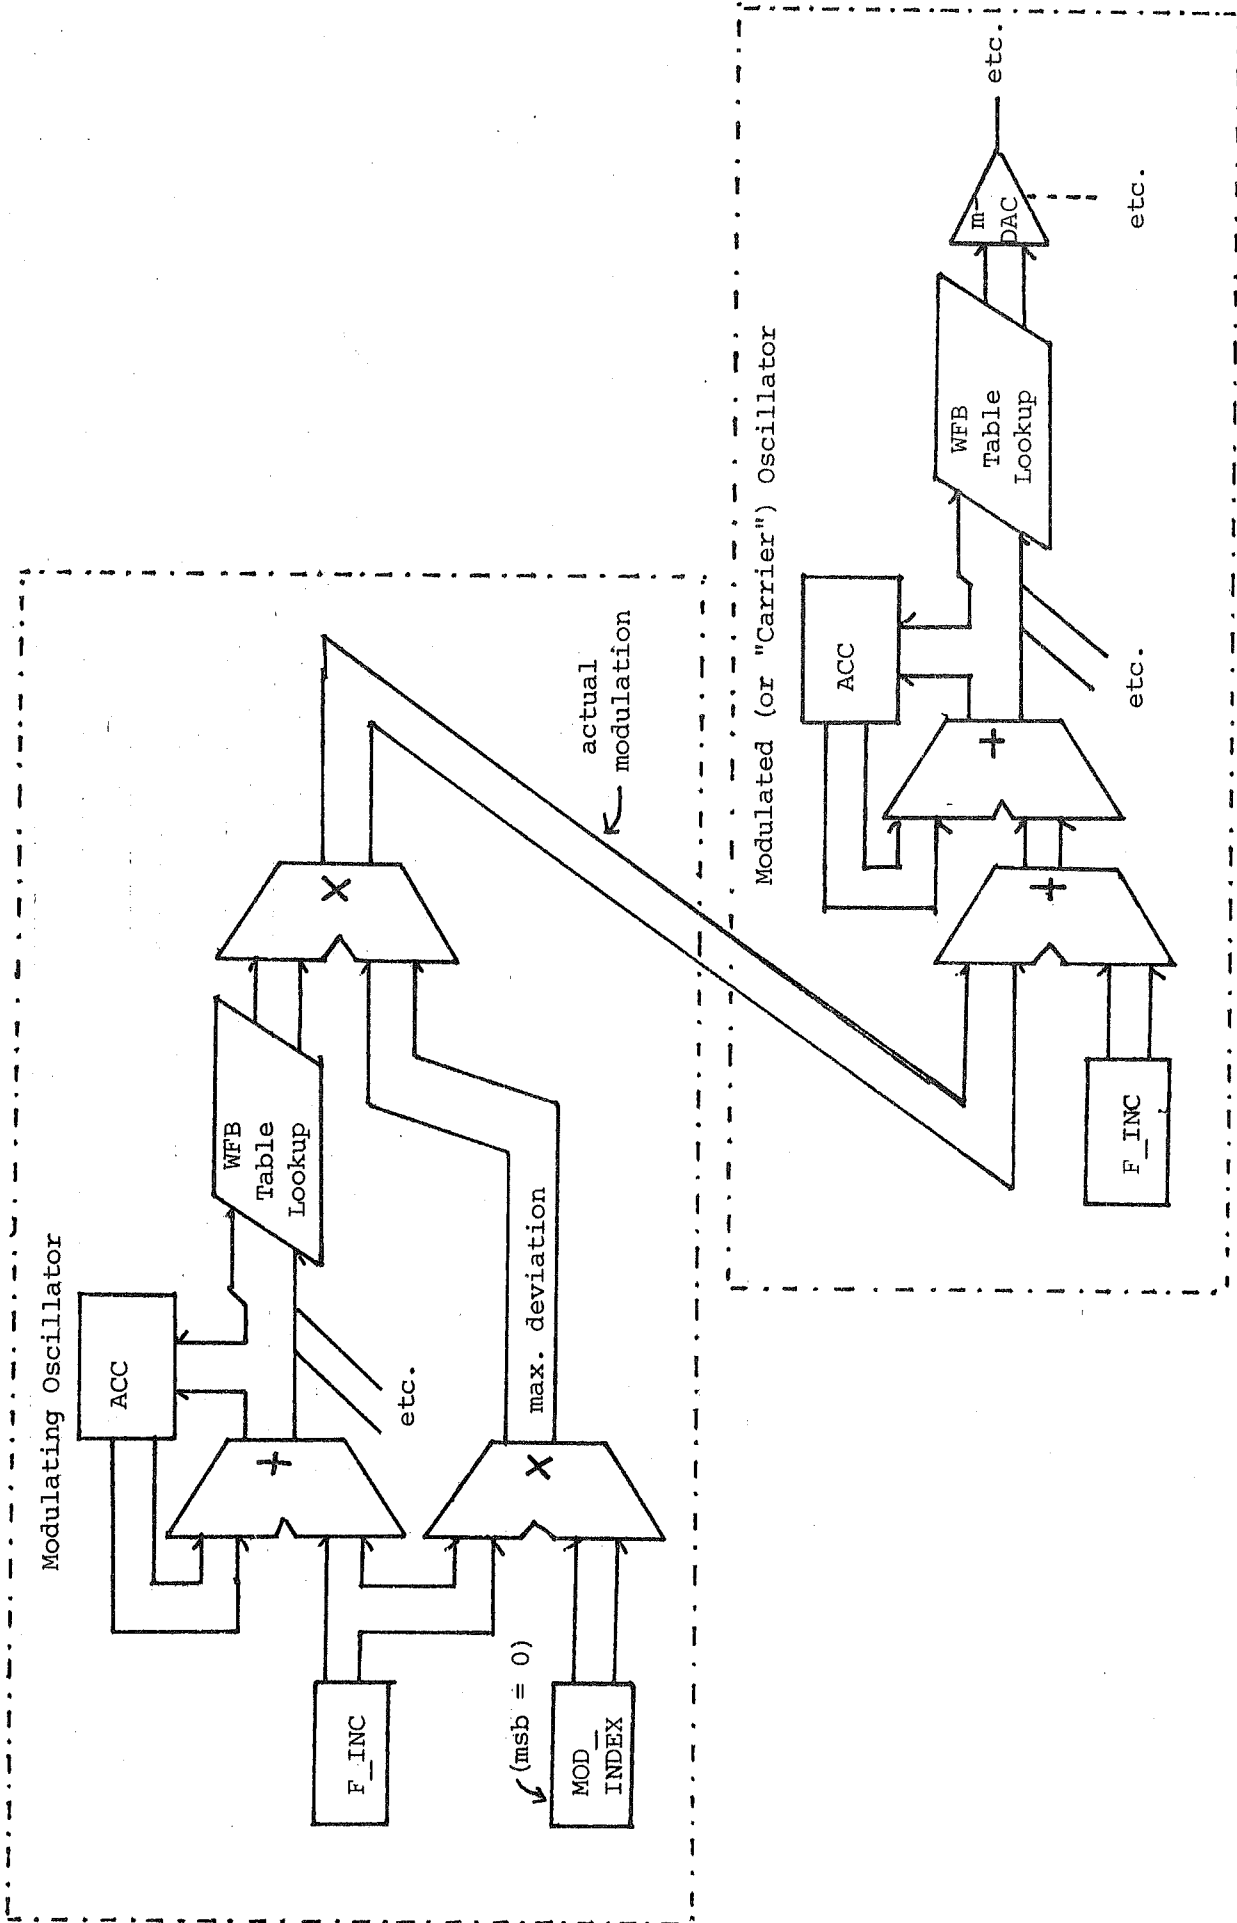 Modulating Oscillator
ACC
+
WFB
Table
Lookup
etc.
×
F_INC
(msb = 0)
MOD_
INDEX
×
max. deviation
actual
modulation
Modulated (or "Carrier") Oscillator
ACC
+
+
F_INC
WFB
Table
Lookup
etc.
m-
DAC
etc.
etc.